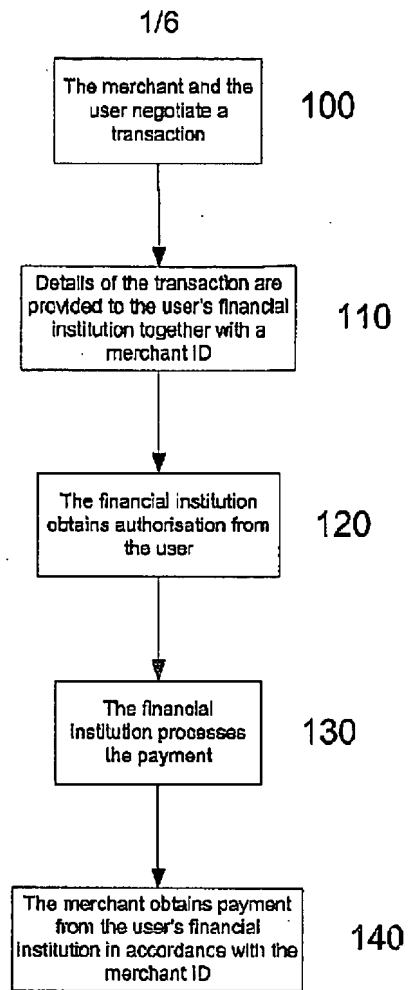 1/6
The merchant and the
user negotiate a
transaction
100
Details of the transaction are
provided to the user's financial
institution together with a
merchant ID
110
The financial institution
obtains authorisation from
the user
120
The financial
institution processes
the payment
130
The merchant obtains payment
from the user's financial
institution in accordance with the
merchant ID
140